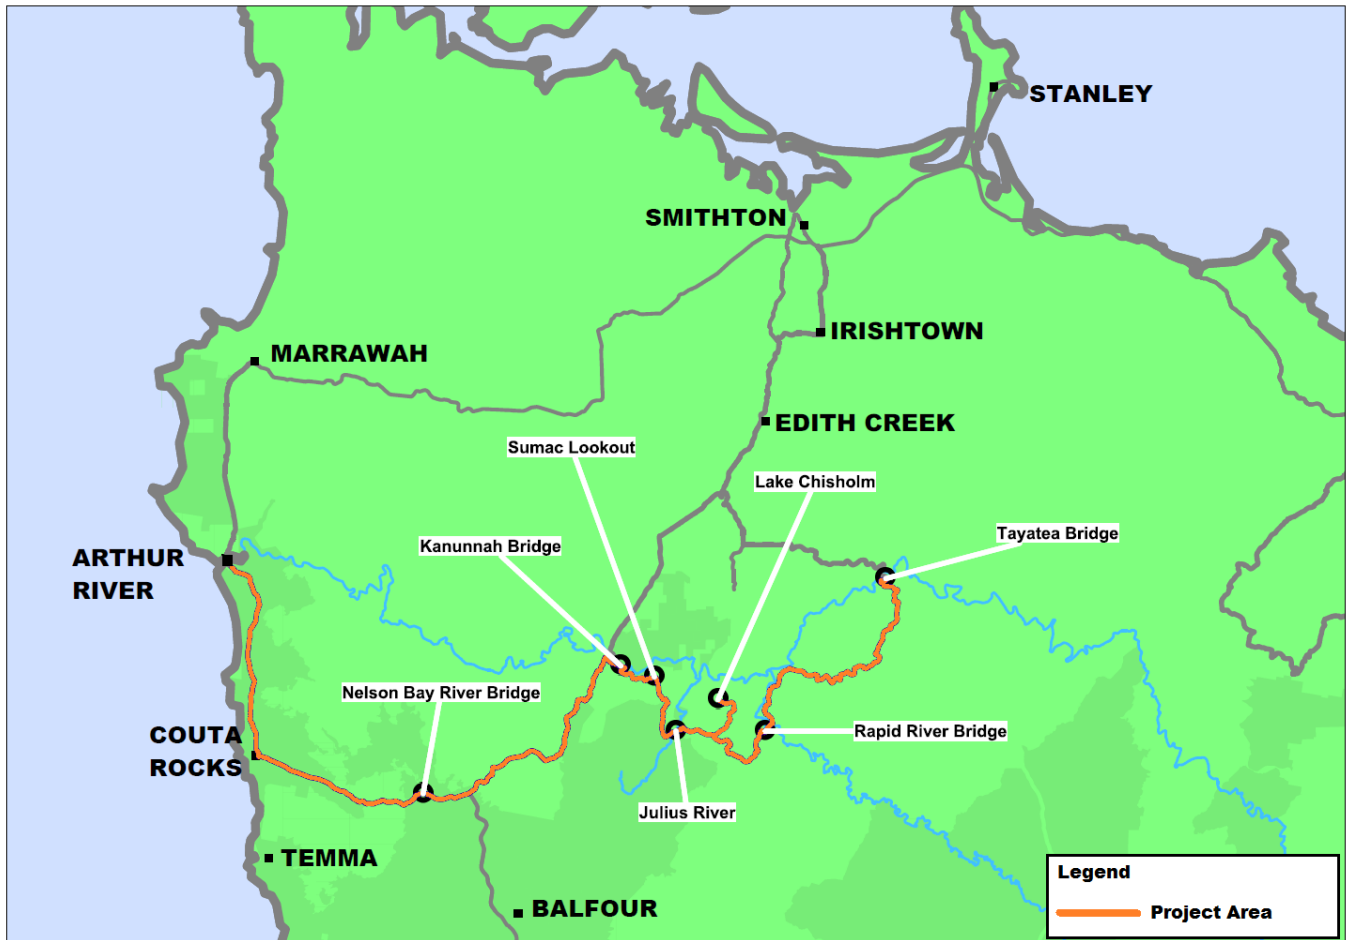 STANLEY
SMITHTON
IRISHTOWN
MARRAWAH
EDITH CREEK
Sumac Lookout
Lake Chisholm
Tayatea Bridge
Kanunnah Bridge
ARTHUR
RIVER
Nelson Bay River Bridge
COUTA
ROCKS
Rapid River Bridge
Julius River
TEMMA
BALFOUR
Legend
Project Area